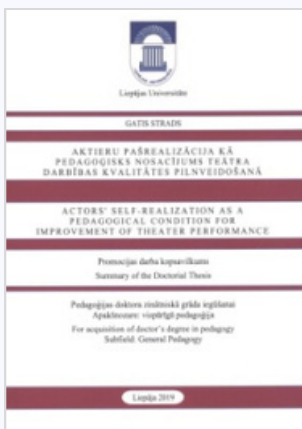 Liepājas Universitāte
GATIS STRADS
AKTIERU PAŠREALIZĀCIJA KĀ
PEDAGOĢISKS NOSACĪJUMS TEĀTRA
DARBĪBAS KVALITĀTES PILNVEIDOŠANĀ
ACTORS' SELF-REALIZATION AS A
PEDAGOGICAL CONDITION FOR
IMPROVEMENT OF THEATER PERFORMANCE
Promocijas darba kopsavilkums
Summary of the Doctorial Thesis
Pedagoģijas doktora zinātniskā grāda iegūšanai
Apakšnozare: vispārīgā pedagoģija
For acquisition of doctor's degree in pedagogy
Subfield: General Pedagogy
Liepāja 2019